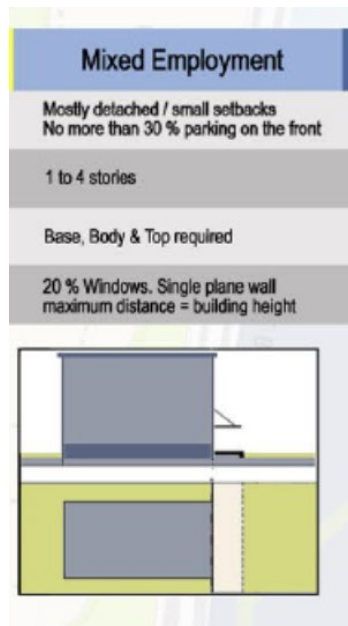 Mixed Employment
Mostly detached / small setbacks
No more than 30 % parking on the front
1 to 4 stories
Base, Body & Top required
20 % Windows. Single plane wall
maximum distance = building height